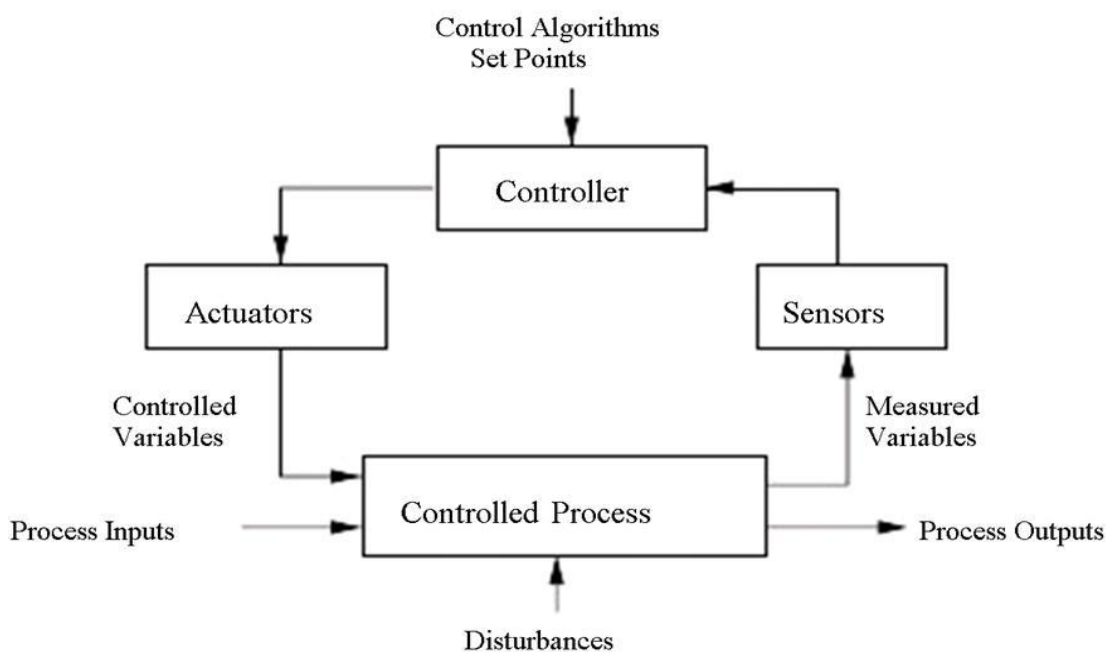 Control Algorithms
Set Points
Controller
Actuators
Sensors
Controlled
Variables
Measured
Variables
Controlled Process
Process Inputs
Process Outputs
Disturbances